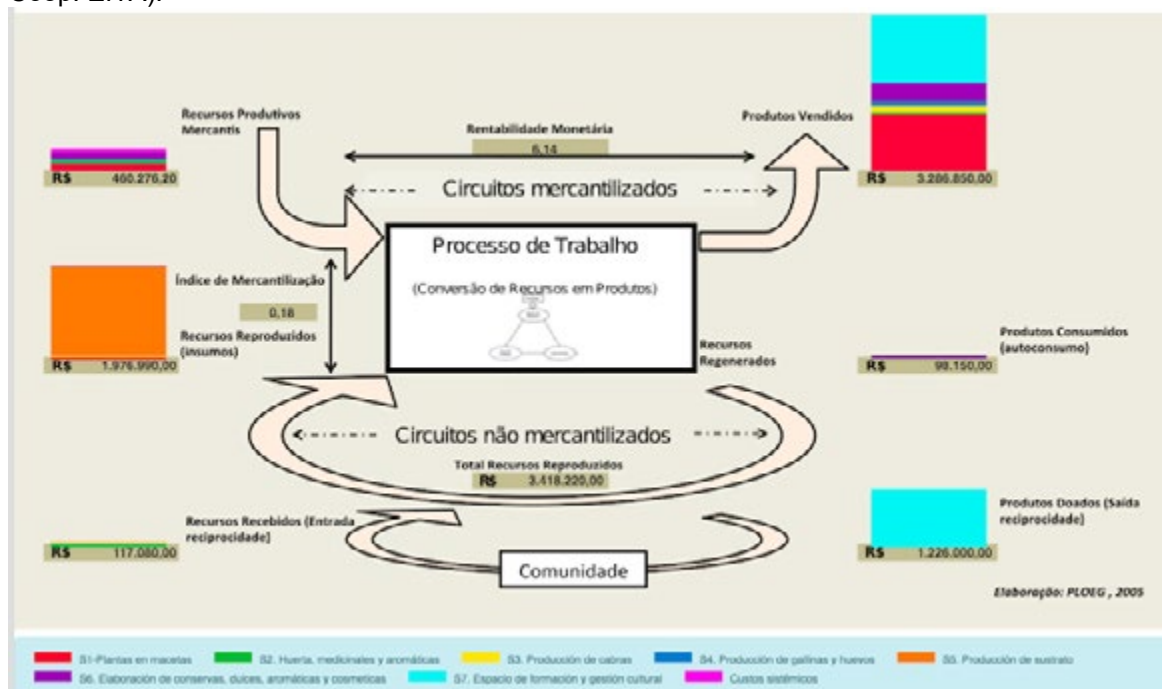 Recursos Produtivos
Mercantis
Rentabilidade Monetária
6,14
Produtos Vendidos
R$ 460.276,20
Circuitos mercantilizados
R$ 3.286.850,00
Processo de Trabalho
(Conversão de Recursos em Produtos)
Índice de Mercantilização
0,18
Recursos Reproduzidos
(insumos)
R$ 1.976.990,00
Recursos
Regenerados
Produtos Consumidos
(autoconsumo)
R$ 98.150,00
Circuitos não mercantilizados
Total Recursos Reproduzidos
R$ 3.418.220,00
Recursos Recebidos (Entrada
reciprocidade)
R$ 117.080,00
Produtos Doados (Saída
reciprocidade)
R$ 1.226.000,00
Comunidade
Elaboração: PLOEG , 2005
S1-Plantas en macetas S2. Huerta, medicinales y aromáticas S3. Producción de cabras S4. Producción de gallinas y huevos S5. Producción de sustrato
S6. Elaboración de conservas, dulces, aromáticas y cosmeticas S7. Espacio de formación y gestión cultural Custos sistémicos